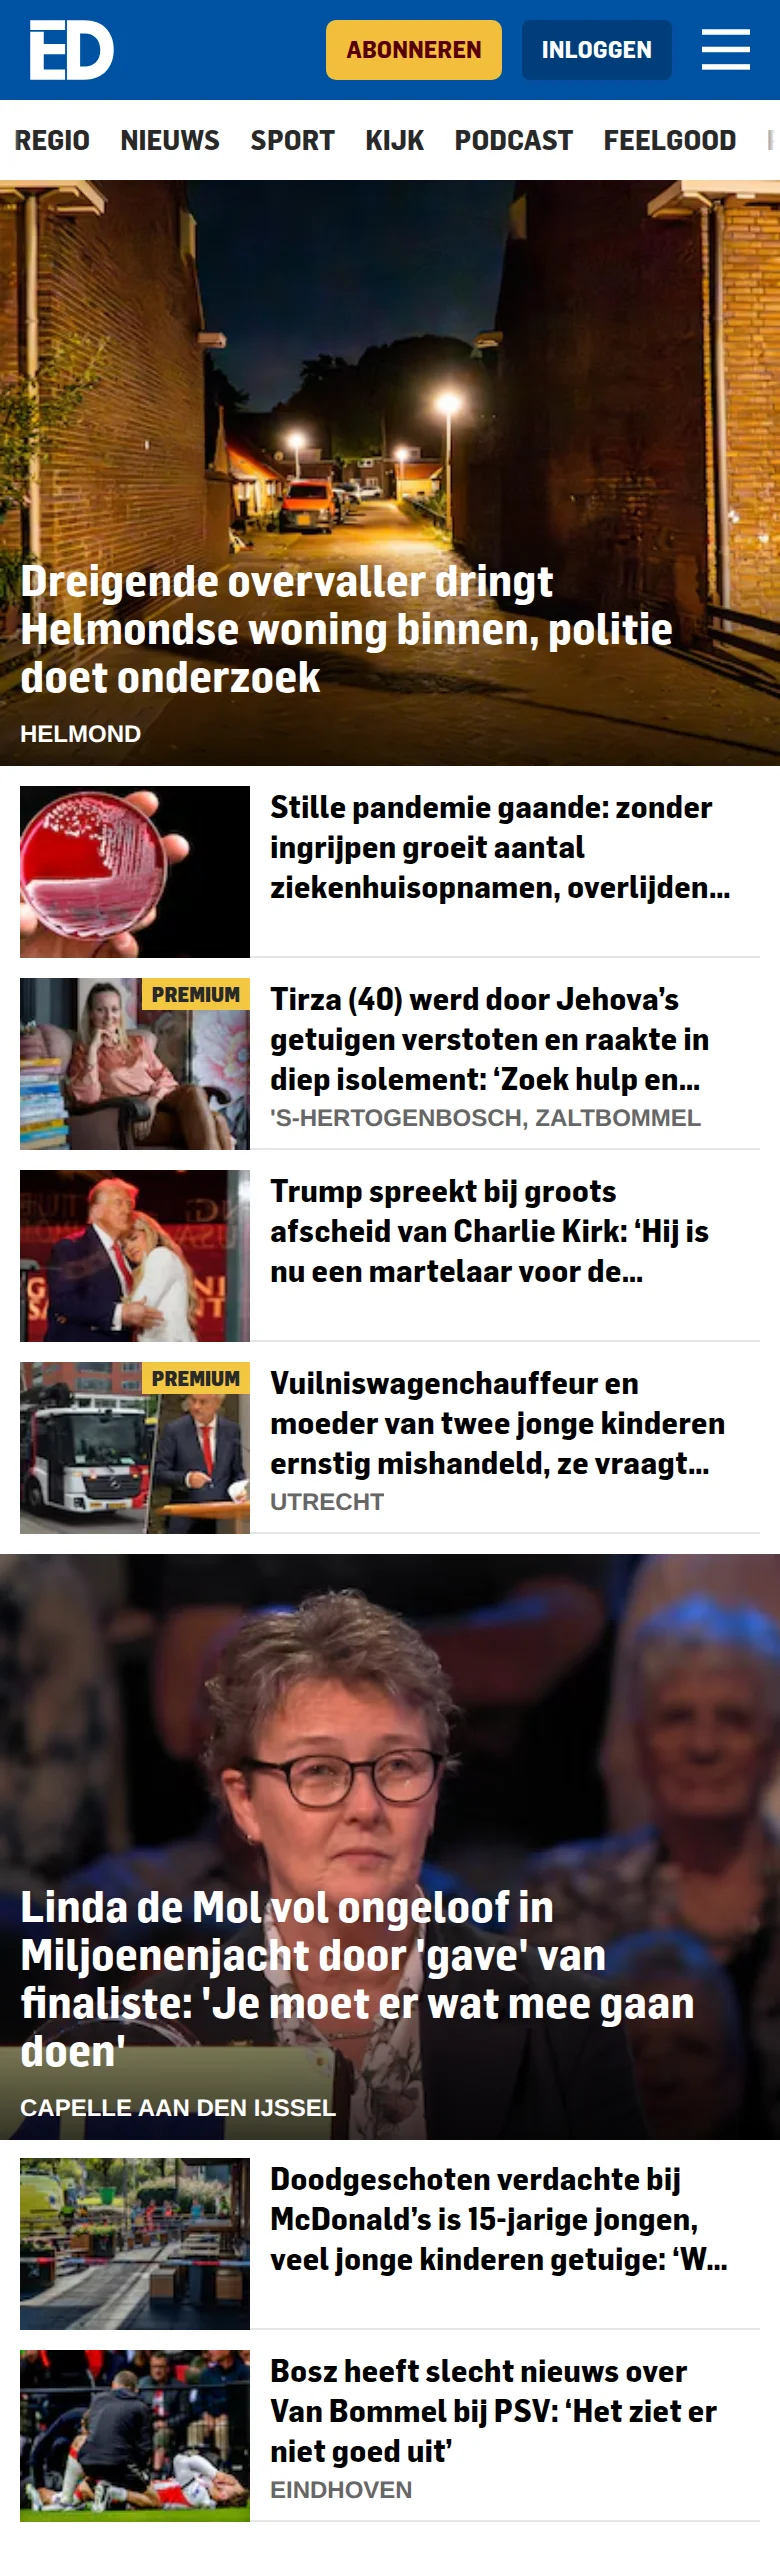 ED
ABONNEREN
INLOGGEN
REGIO NIEUWS SPORT KIJK PODCAST FEELGOOD
Dreigende overvaller dringt
Helmondse woning binnen, politie
doet onderzoek
HELMOND
Stille pandemie gaande: zonder
ingrijpen groeit aantal
ziekenhuisopnamen, overlijden...
PREMIUM
Tirza (40) werd door Jehova’s
getuigen verstoten en raakte in
diep isolement: ‘Zoek hulp en...
'S-HERTOGENBOSCH, ZALTBOMMEL
Trump spreekt bij groots
afscheid van Charlie Kirk: ‘Hij is
nu een martelaar voor de...
PREMIUM
Vuilniswagenchauffeur en
moeder van twee jonge kinderen
ernstig mishandeld, ze vraagt...
UTRECHT
Linda de Mol vol ongeloof in
Miljoenenjacht door 'gave' van
finaliste: 'Je moet er wat mee gaan
doen'
CAPELLE AAN DEN IJSSEL
Doodgeschoten verdachte bij
McDonald’s is 15-jarige jongen,
veel jonge kinderen getuige: ‘W...
Bosz heeft slecht nieuws over
Van Bommel bij PSV: ‘Het ziet er
niet goed uit’
EINDHOVEN